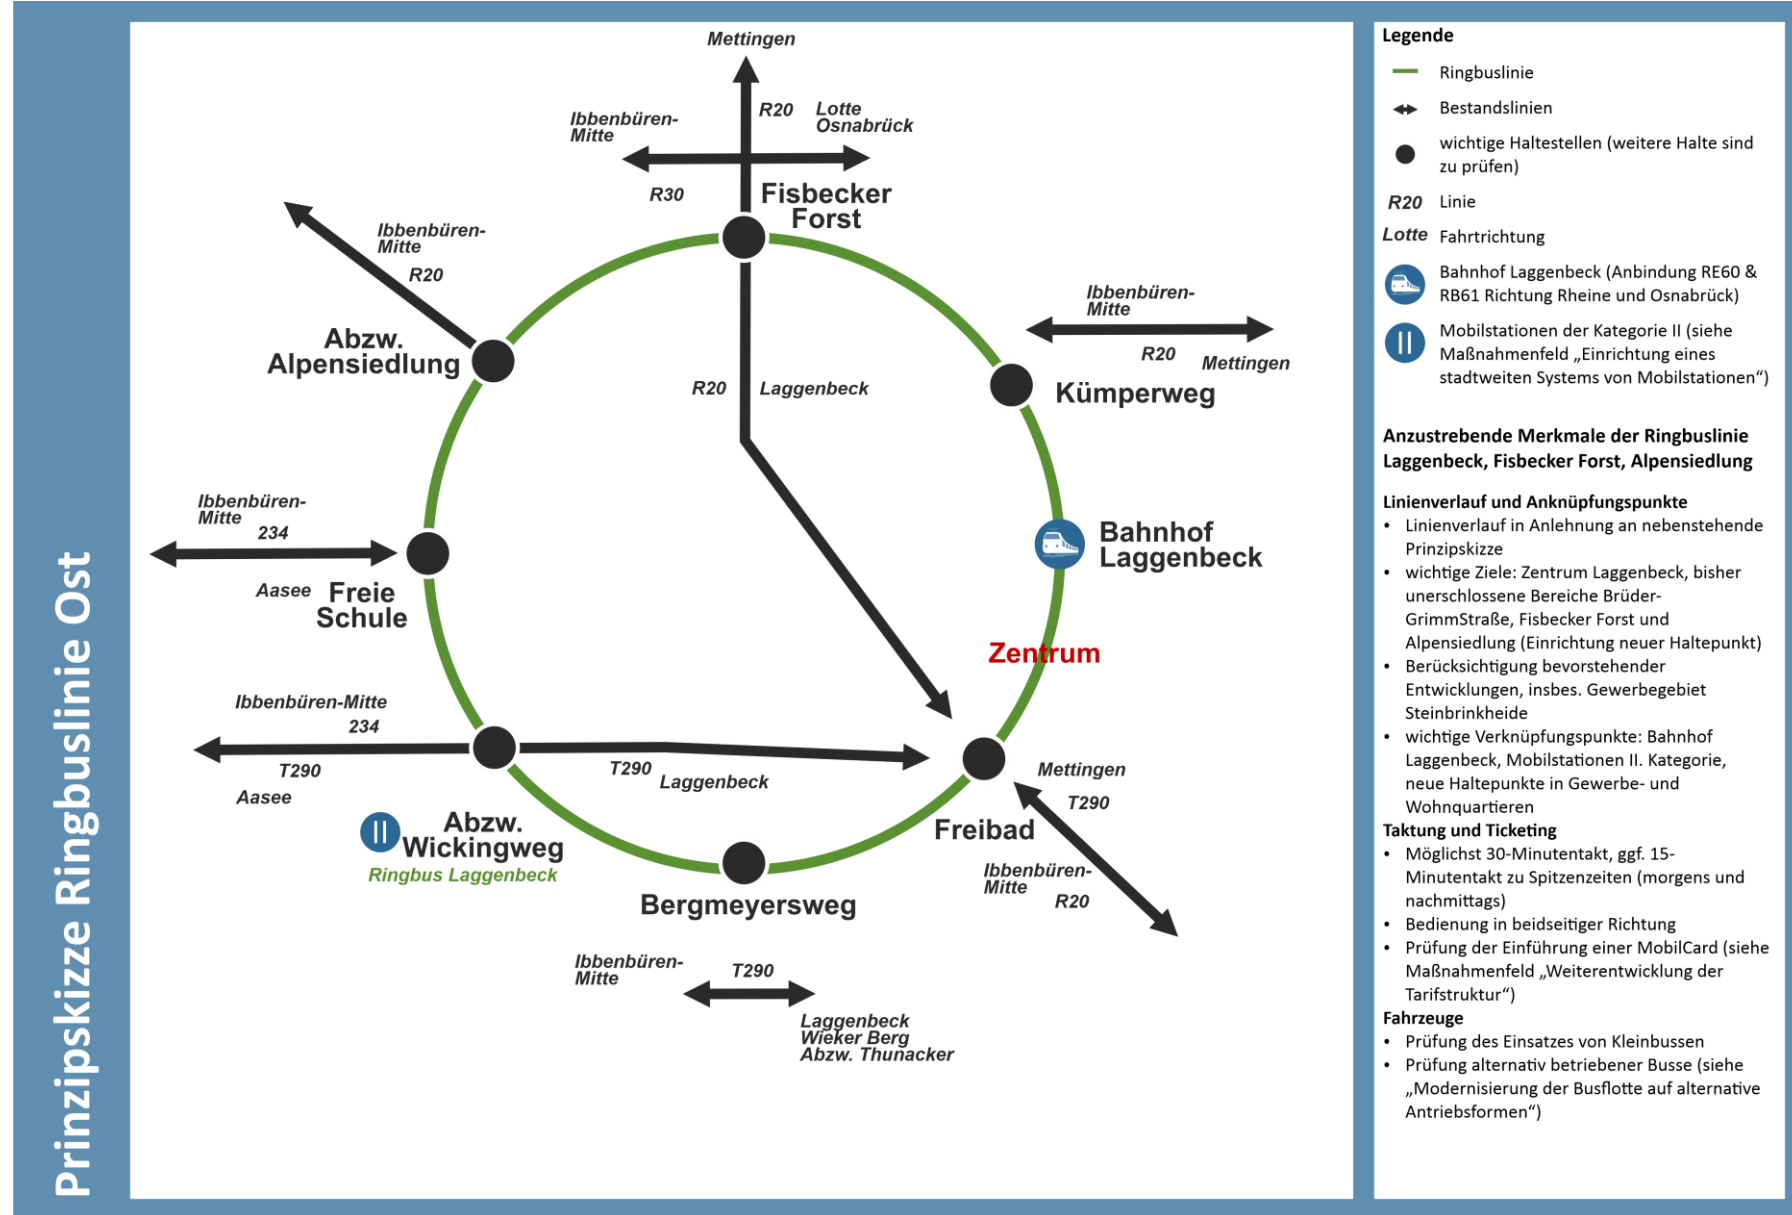 Prinzipskizze Ringbuslinie Ost
Mettingen
R20
Lotte
Osnabrück
Ibbenbüren-
Mitte
R30
Fisbecker
Forst
Ibbenbüren-
Mitte
R20
Abzw.
Alpensiedlung
Ibbenbüren-
Mitte
R20
Mettingen
Kümperweg
R20
Laggenbeck
Ibbenbüren-
Mitte
234
Aasee
Freie
Schule
Bahnhof
Laggenbeck
Zentrum
Ibbenbüren-Mitte
234
T290
Aasee
T290
Laggenbeck
Abzw.
Wickingweg
Ringbus Laggenbeck
Freibad
Mettingen
T290
Ibbenbüren-
Mitte
R20
Bergmeyersweg
Ibbenbüren-
Mitte
T290
Laggenbeck
Wieker Berg
Abzw. Thunacker
Legende
Ringbuslinie
Bestandslinien
wichtige Haltestellen (weitere Halte sind
zu prüfen)
R20 Linie
Lotte Fahrtrichtung
Bahnhof Laggenbeck (Anbindung RE60 &
RB61 Richtung Rheine und Osnabrück)
Mobilstationen der Kategorie II (siehe
Maßnahmenfeld „Einrichtung eines
stadtweiten Systems von Mobilstationen“)
Anzustrebende Merkmale der Ringbuslinie
Laggenbeck, Fisbecker Forst, Alpensiedlung
Linienverlauf und Anknüpfungspunkte
• Linienverlauf in Anlehnung an nebenstehende
Prinzipskizze
• wichtige Ziele: Zentrum Laggenbeck, bisher
unerschlossene Bereiche Brüder-
GrimmStraße, Fisbecker Forst und
Alpensiedlung (Einrichtung neuer Haltepunkt)
• Berücksichtigung bevorstehender
Entwicklungen, insbes. Gewerbegebiet
Steinbrinkheide
• wichtige Verknüpfungspunkte: Bahnhof
Laggenbeck, Mobilstationen II. Kategorie,
neue Haltepunkte in Gewerbe- und
Wohnquartieren
Taktung und Ticketing
• Möglichst 30-Minutentakt, ggf. 15-
Minutentakt zu Spitzenzeiten (morgens und
nachmittags)
• Bedienung in beidseitiger Richtung
• Prüfung der Einführung einer MobilCard (siehe
Maßnahmenfeld „Weiterentwicklung der
Tarifstruktur“)
Fahrzeuge
• Prüfung des Einsatzes von Kleinbussen
• Prüfung alternativ betriebener Busse (siehe
„Modernisierung der Busflotte auf alternative
Antriebsformen“)